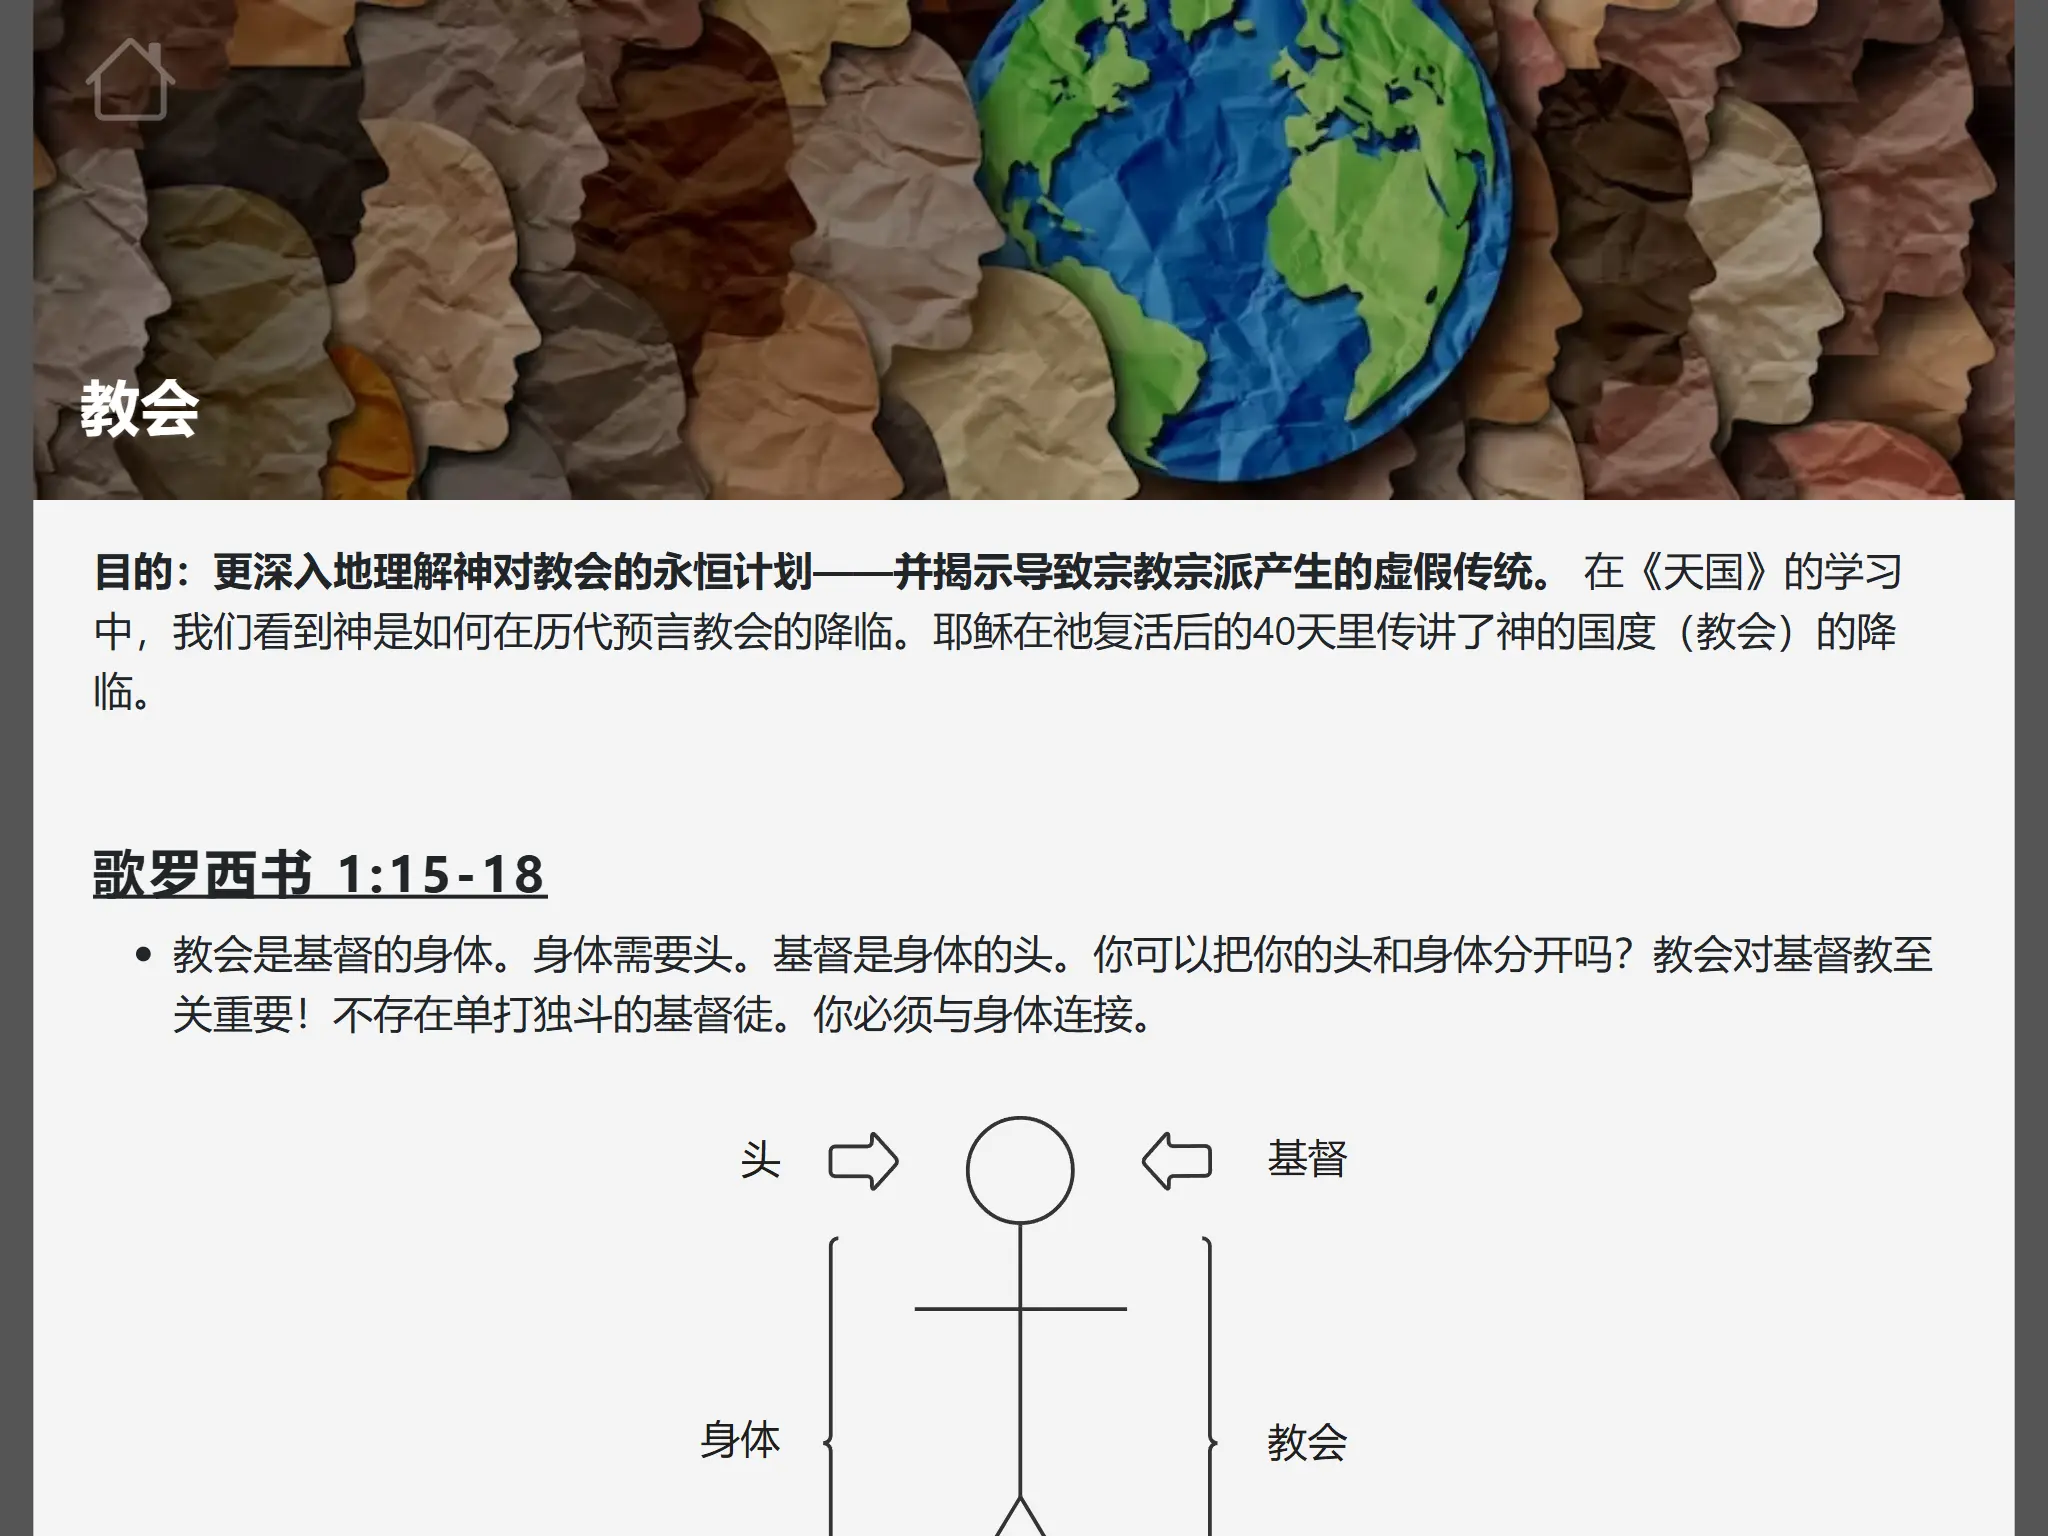 教会
目的：更深入地理解神对教会的永恒计划——并揭示导致宗教宗派产生的虚假传统。 在《天国》的学习
中，我们看到神是如何在历代预言教会的降临。耶稣在祂复活后的40天里传讲了神的国度（教会）的降
临。
歌罗西书 1:15-18
• 教会是基督的身体。身体需要头。基督是身体的头。你可以把你的头和身体分开吗？教会对基督教至
关重要！不存在单打独斗的基督徒。你必须与身体连接。
头 基督
身体 教会